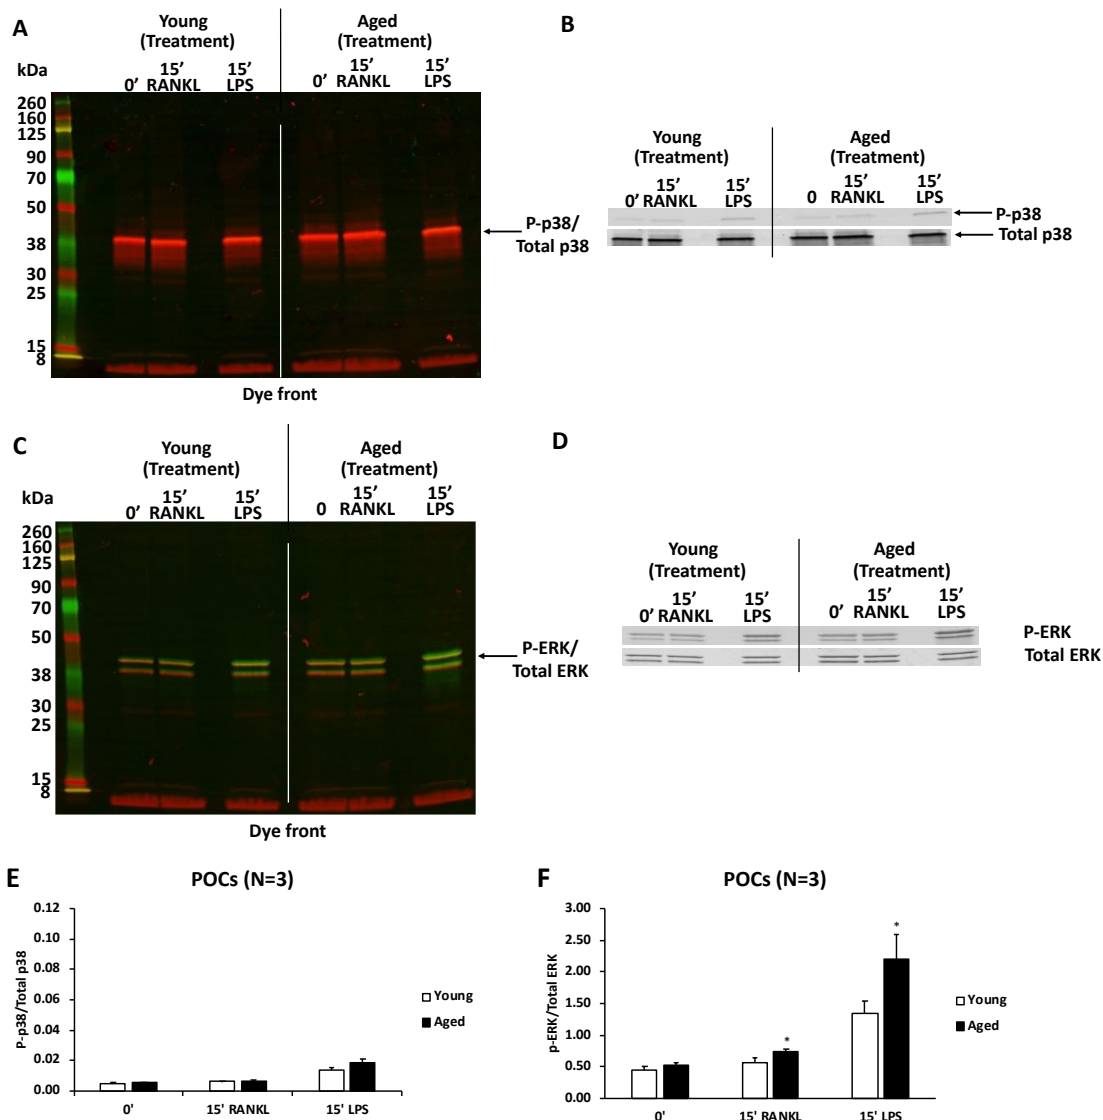 A
Young
(Treatment)
Aged
(Treatment)
kDa
0’
15’
RANKL
15’
LPS
0’
15’
RANKL
15’
LPS
260
160
125
90
70
50
38
30
25
15
8
P-p38/
Total p38
Dye front
B
Young
(Treatment)
Aged
(Treatment)
0’
15’
RANKL
15’
LPS
0
15’
RANKL
15’
LPS
P-p38
Total p38
C
Young
(Treatment)
Aged
(Treatment)
kDa
0’
15’
RANKL
15’
LPS
0
15’
RANKL
15’
LPS
260
160
125
90
70
50
38
30
25
15
8
P-ERK/
Total ERK
Dye front
D
Young
(Treatment)
Aged
(Treatment)
0’
15’
RANKL
15’
LPS
0’
15’
RANKL
15’
LPS
P-ERK
Total ERK
E
POCs (N=3)
P-p38/Total p38
0.12
0.10
0.08
0.06
0.04
0.02
0.00
0'
15' RANKL
15' LPS
Young
Aged
F
POCs (N=3)
p-ERK/Total ERK
3.00
2.50
2.00
1.50
1.00
0.50
0.00
*
*
0'
15' RANKL
15' LPS
Young
Aged